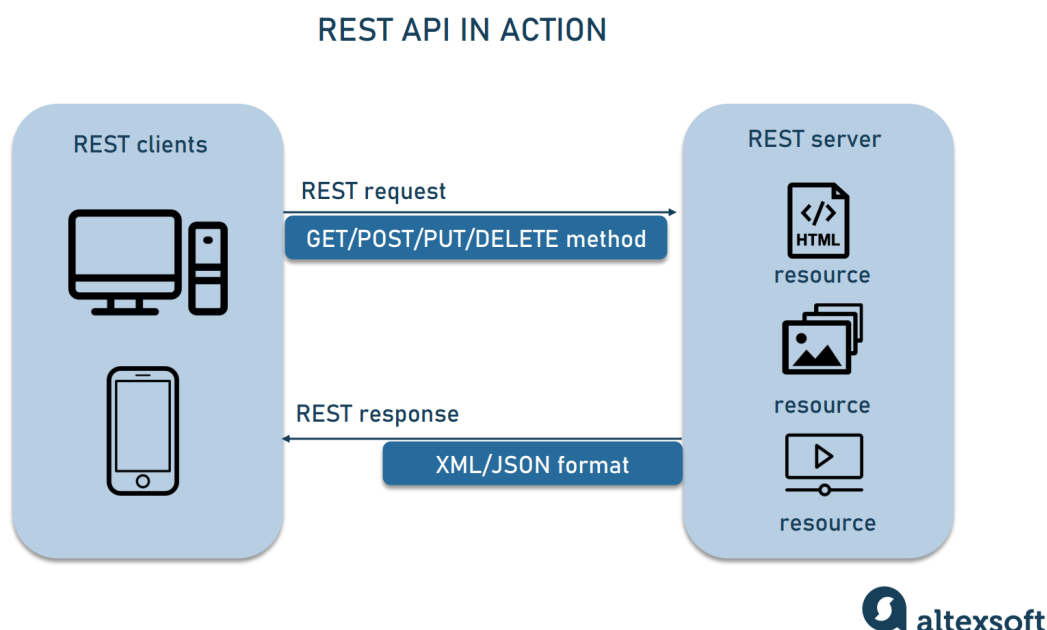 REST API IN ACTION
REST clients
REST server
REST request
GET/POST/PUT/DELETE method
</>
HTML
resource
resource
REST response
XML/JSON format
resource
altexsoft